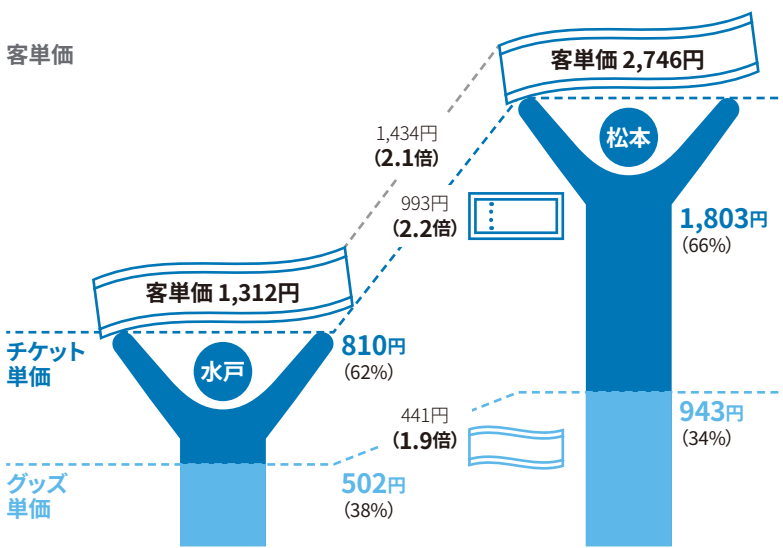 客単価
客単価 2,746円
松本
1,434円
（2.1倍）
993円
（2.2倍）
1,803円
（66%）
客単価 1,312円
チケット
単価
水戸
810円
（62%）
441円
（1.9倍）
943円
（34%）
グッズ
単価
502円
（38%）